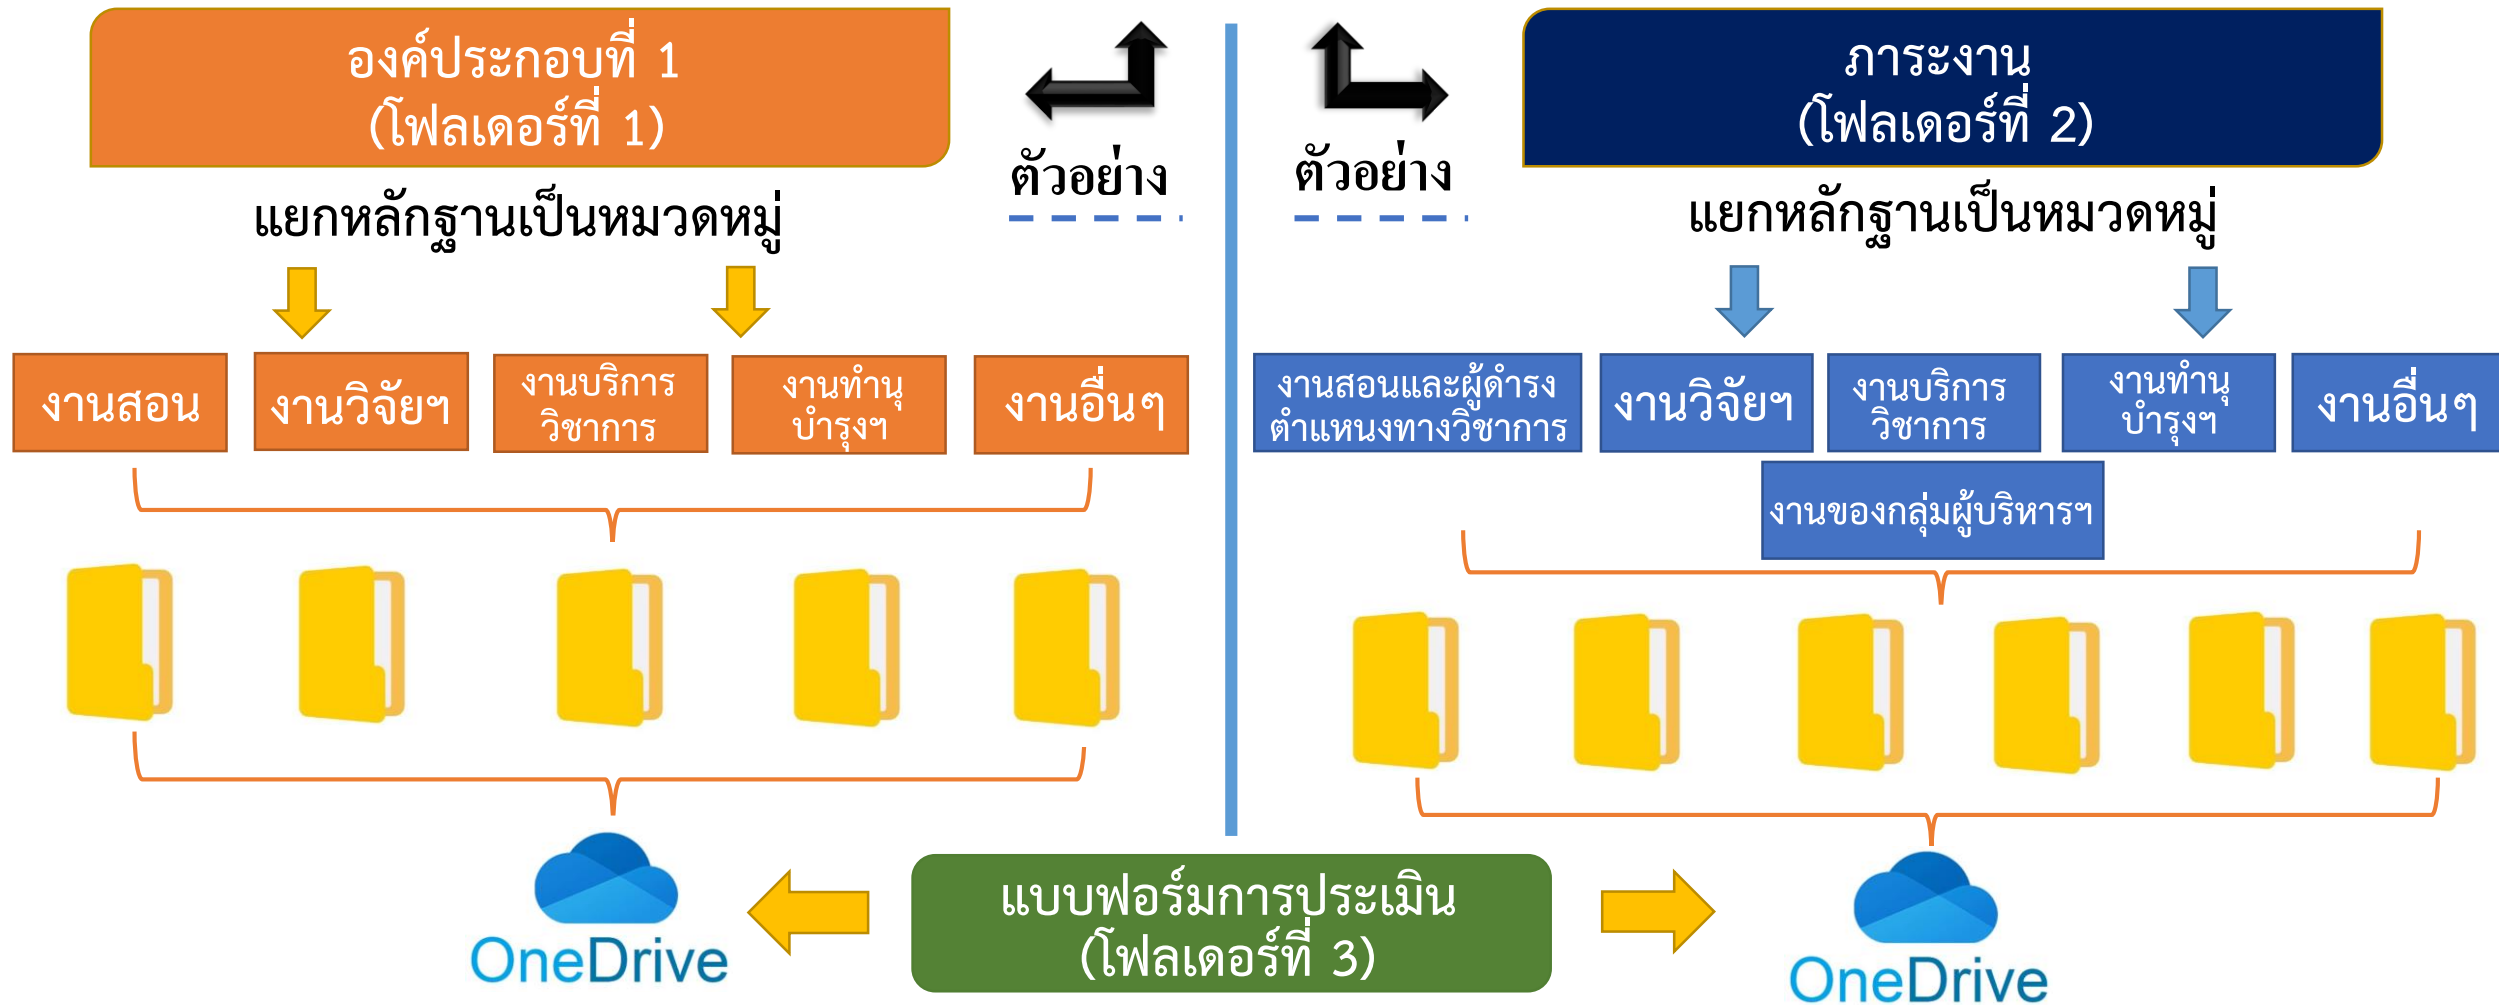 องค์ประกอบที่ 1
(โฟลเดอร์ที่ 1)
แยกหลักฐานเป็นหมวดหมู่
ตัวอย่าง
งานสอน
งานวิจัยฯ
งานบริการ
วิชาการ
งานทำนุ
บำรุงฯ
งานอื่นๆ
OneDrive
ตัวอย่าง
ภาระงาน
(โฟลเดอร์ที่ 2)
แยกหลักฐานเป็นหมวดหมู่
งานสอนและผู้ดำรง
ตำแหน่งทางวิชาการ
งานวิจัยฯ
งานบริการ
วิชาการ
งานทำนุ
บำรุงฯ
งานอื่นๆ
งานของกลุ่มผู้บริหารฯ
แบบฟอร์มการประเมิน
(โฟลเดอร์ที่ 3)
OneDrive